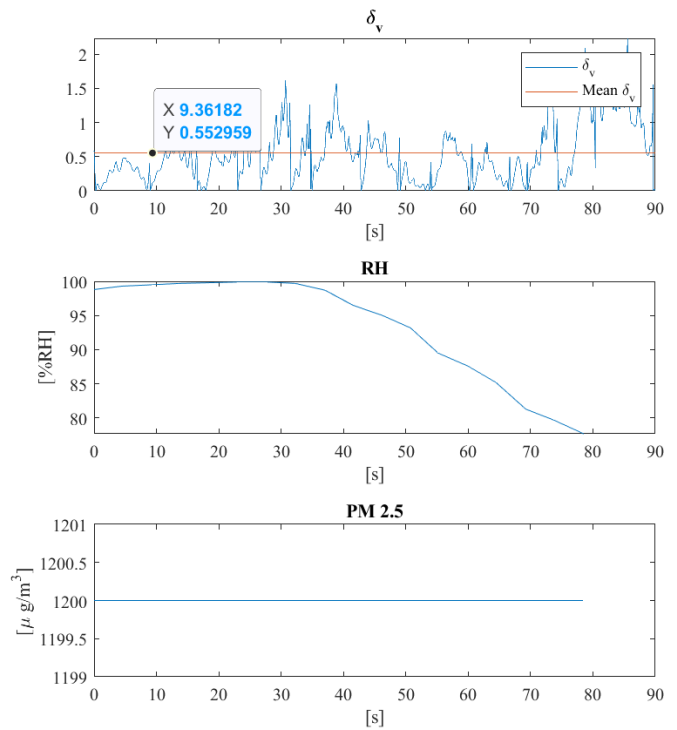 δv
2
1.5
1
0.5
0
X 9.36182
Y 0.552959
δv
Mean δv
0 10 20 30 40 50 60 70 80 90
[s]
RH
[%RH]
100
95
90
85
80
0 10 20 30 40 50 60 70 80 90
[s]
PM 2.5
[μ g/m³]
1201
1200.5
1200
1199.5
1199
0 10 20 30 40 50 60 70 80 90
[s]